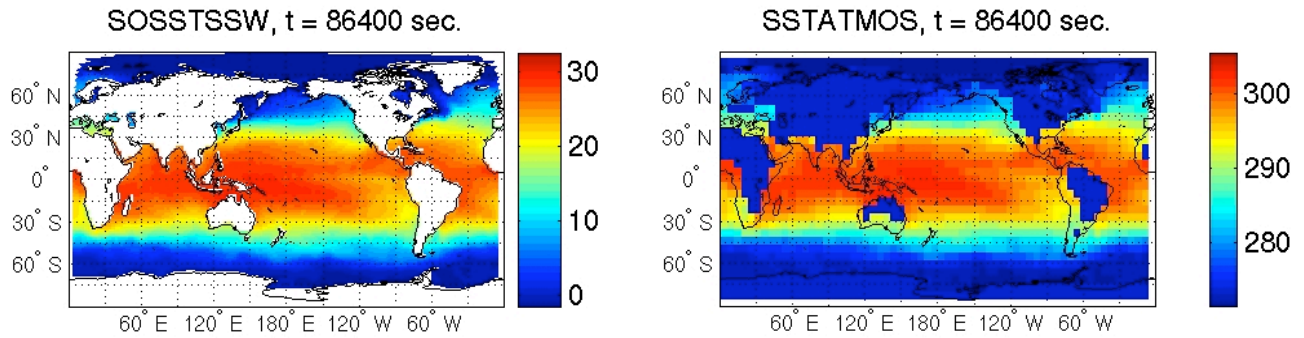 SOSSTSSW, t = 86400 sec.
60° N
30° N
0°
30° S
60° S
60° E 120° E 180° E 120° W 60° W
30
20
10
0
SSTATMOS, t = 86400 sec.
60° N
30° N
0°
30° S
60° S
60° E 120° E 180° E 120° W 60° W
300
290
280